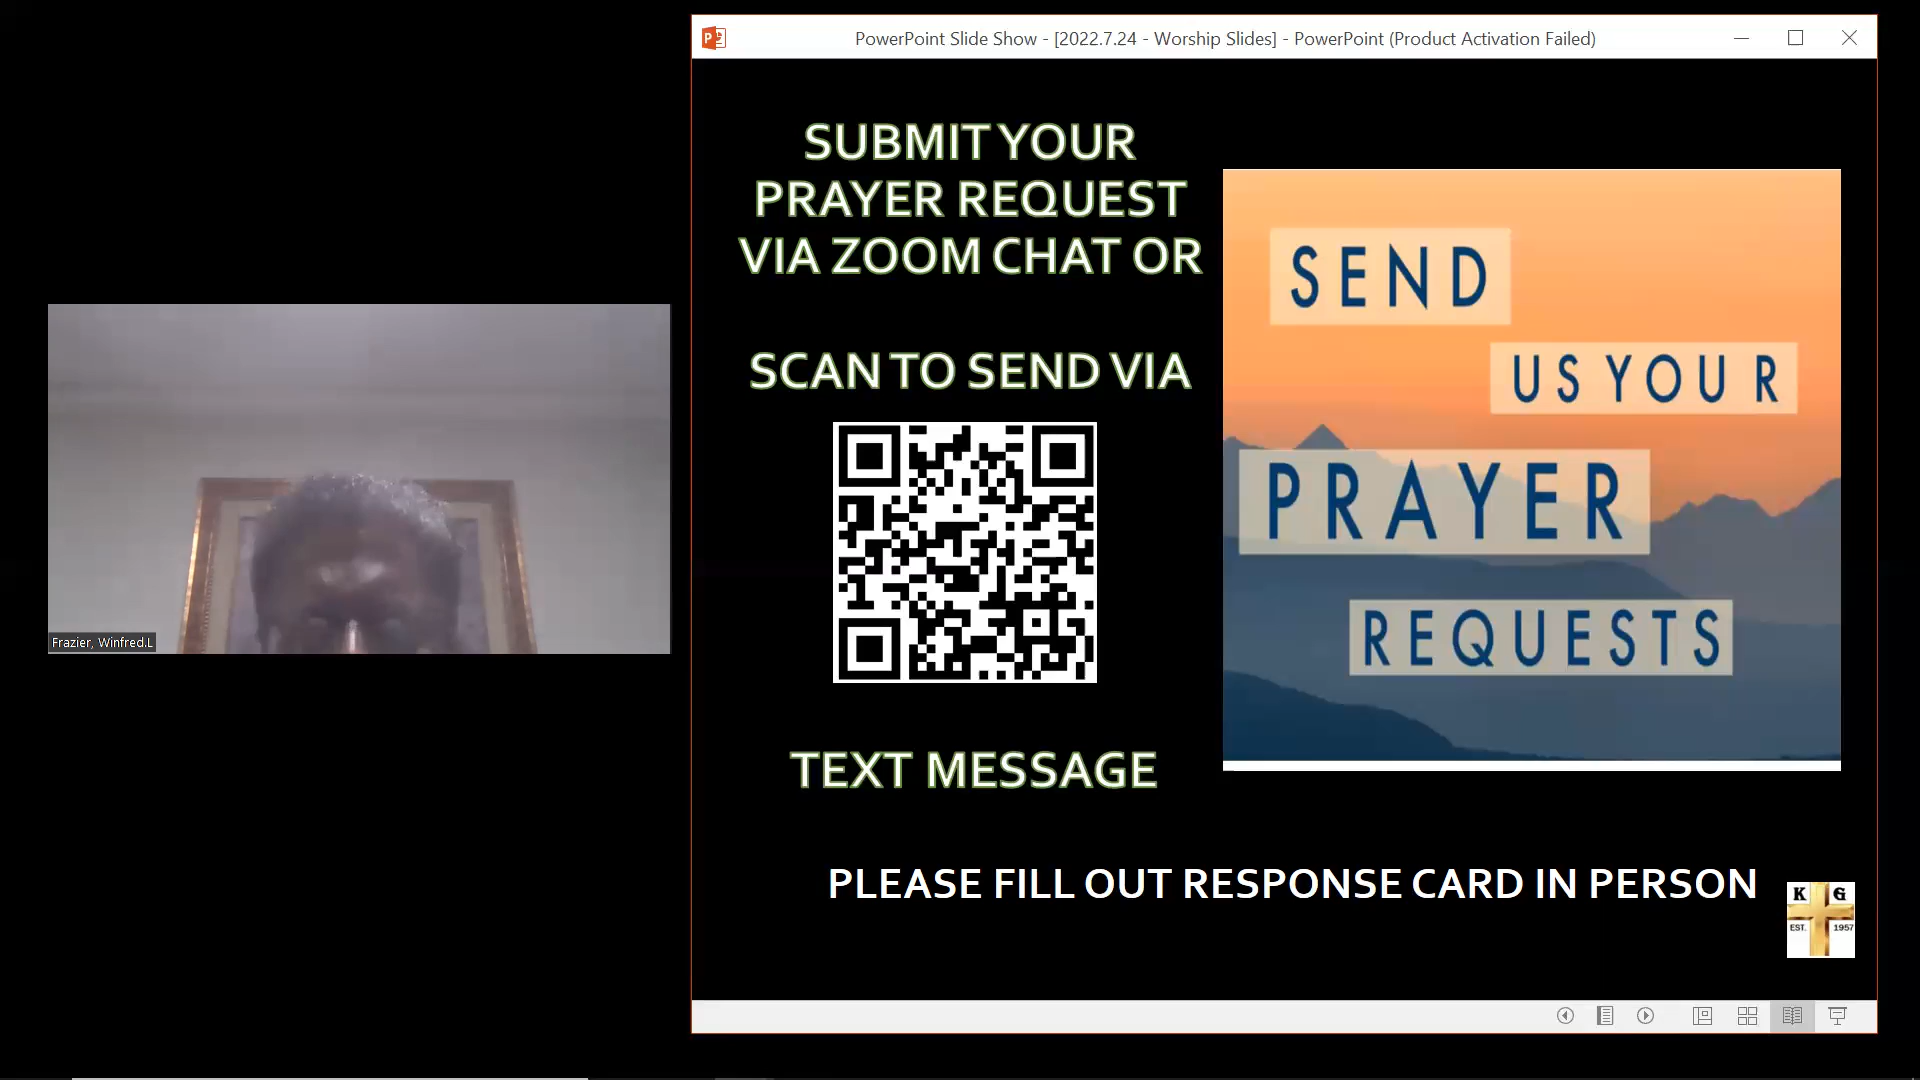 PowerPoint Slide Show - [2022.7.24 - Worship Slides] - PowerPoint (Product Activation Failed)
SUBMIT YOUR
PRAYER REQUEST
VIA ZOOM CHAT OR
SCAN TO SEND VIA
TEXT MESSAGE
SEND
US YOUR
PRAYER
REQUESTS
PLEASE FILL OUT RESPONSE CARD IN PERSON
K G
EST. 1957
Frazier, Winfred.L